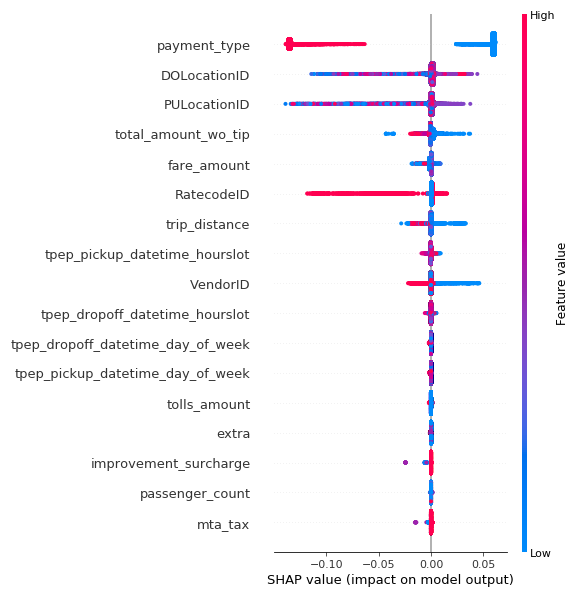 High
payment_type
DOLocationID
PULocationID
total_amount_wo_tip
fare_amount
RatecodeID
trip_distance
tpep_pickup_datetime_hourslot
VendorID
tpep_dropoff_datetime_hourslot
tpep_dropoff_datetime_day_of_week
tpep_pickup_datetime_day_of_week
tolls_amount
extra
improvement_surcharge
passenger_count
mta_tax
Feature value
Low
−0.10 −0.05 0.00 0.05
SHAP value (impact on model output)